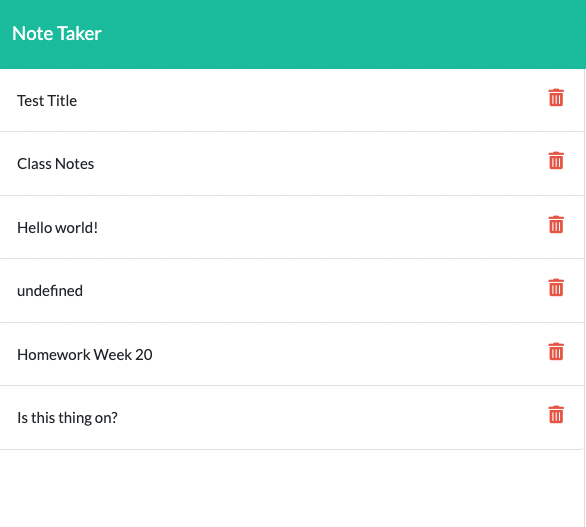 Note Taker
Test Title
Class Notes
Hello world!
undefined
Homework Week 20
Is this thing on?